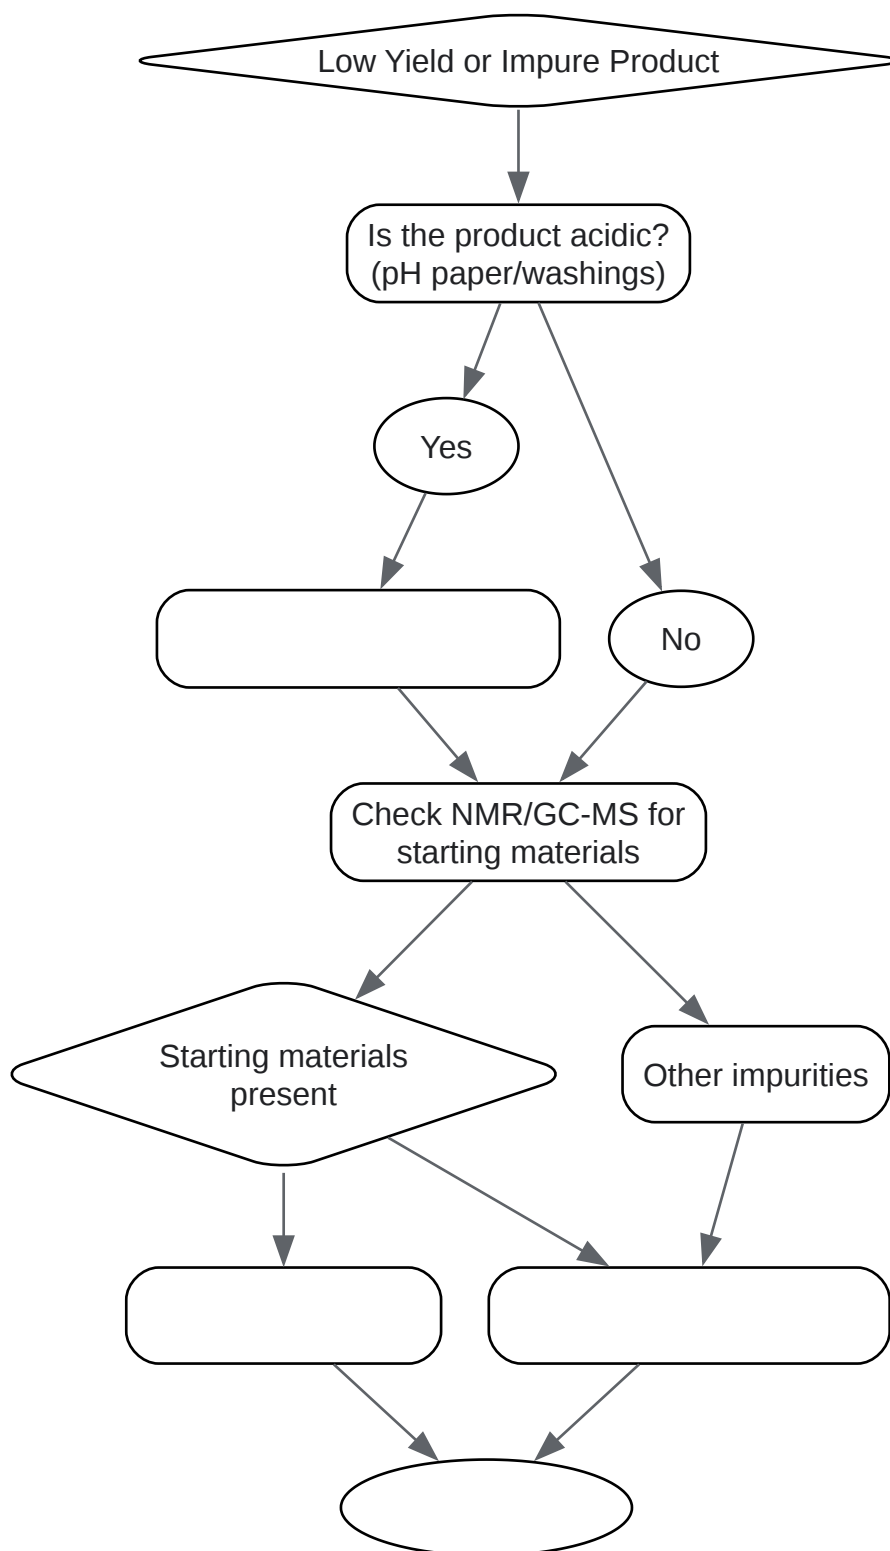 Low Yield or Impure Product
Is the product acidic?
(pH paper/washings)
Yes
No
Check NMR/GC-MS for
starting materials
Starting materials
present
Other impurities